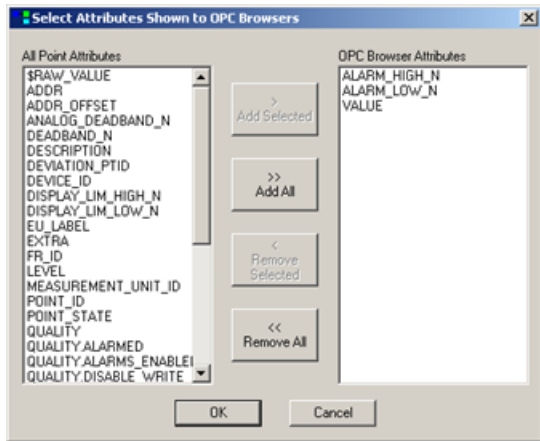 Select Attributes Shown to OPC Browsers
All Point Attributes
$RAW_VALUE
ADDR
ADDR_OFFSET
ANALOG_DEADBAND_N
DEADBAND_N
DESCRIPTION
DEVIATION_PTID
DEVICE_ID
DISPLAY_LIM_HIGH_N
DISPLAY_LIM_LOW_N
EU_LABEL
EXTRA
FR_ID
LEVEL
MEASUREMENT_UNIT_ID
POINT_ID
POINT_STATE
QUALITY
QUALITY.ALARMED
QUALITY.ALARMS_ENABLE
QUALITY.DISABLE_WRITE
>
Add Selected
>>
Add All
<
Remove
Selected
<<
Remove All
OPC Browser Attributes
ALARM_HIGH_N
ALARM_LOW_N
VALUE
OK
Cancel